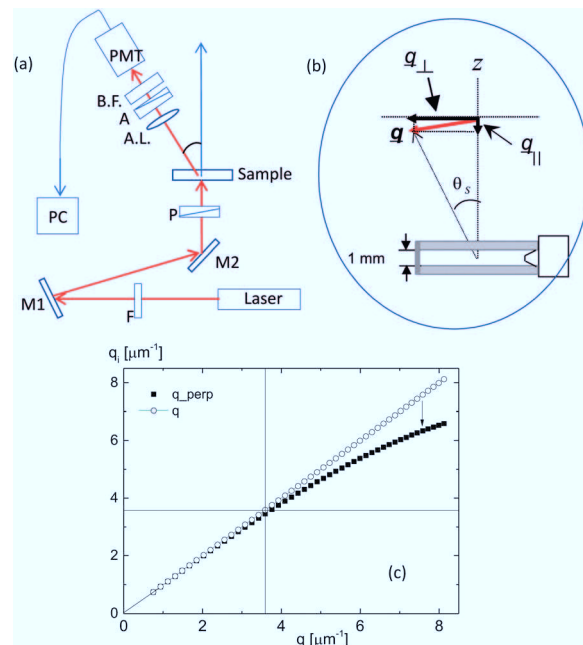 (a)
PMT
B.F.
A
A.L.
Sample
P
PC
M2
M1
F
Laser
(b)
q⊥
z
q
q||
θs
1 mm
qi [μm-1]
8
6
4
2
0
q_perp
q
(c)
0
2
4
6
8
q [μm-1]